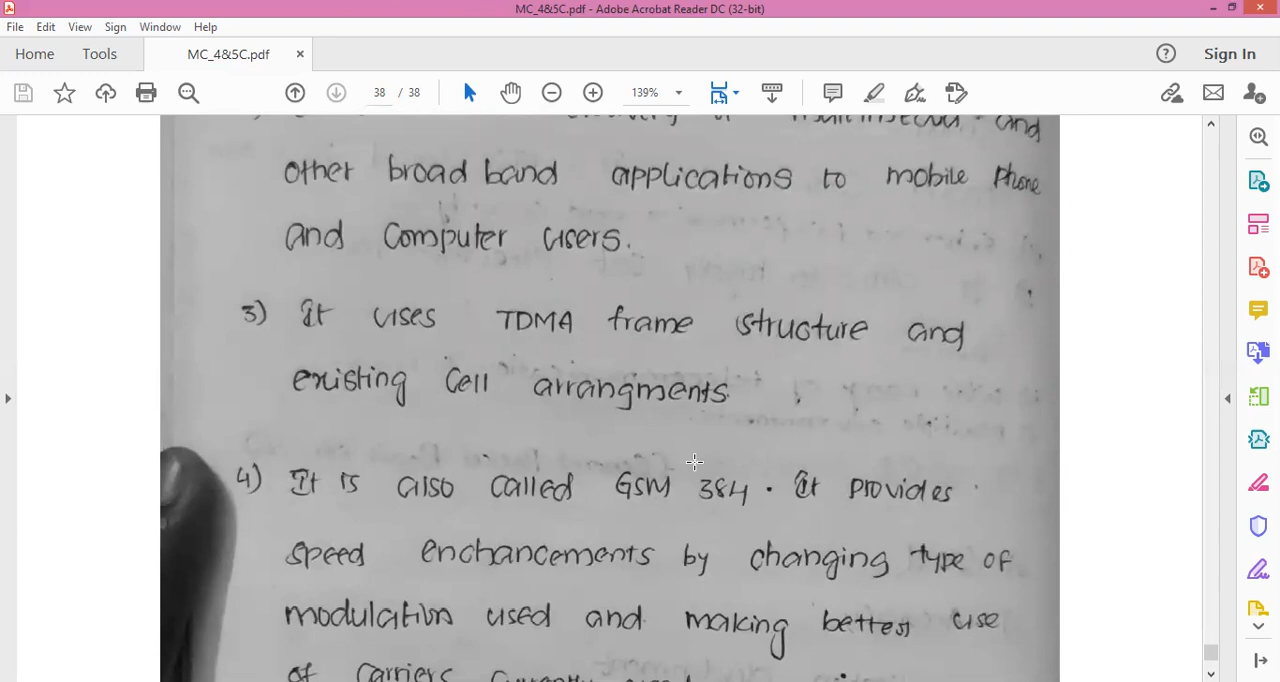 MC_4&5C.pdf - Adobe Acrobat Reader DC (32-bit)
File Edit View Sign Window Help
Home Tools MC_4&5C.pdf × Sign In
38 / 38 139%
and
other broad band applications to mobile phone
and computer users.
3) It uses TDMA frame structure and
existing cell arrangments.
4) It is also called GSM 384. It provides
speed enchancements by changing type of
modulation used and making better use
of carriers currently